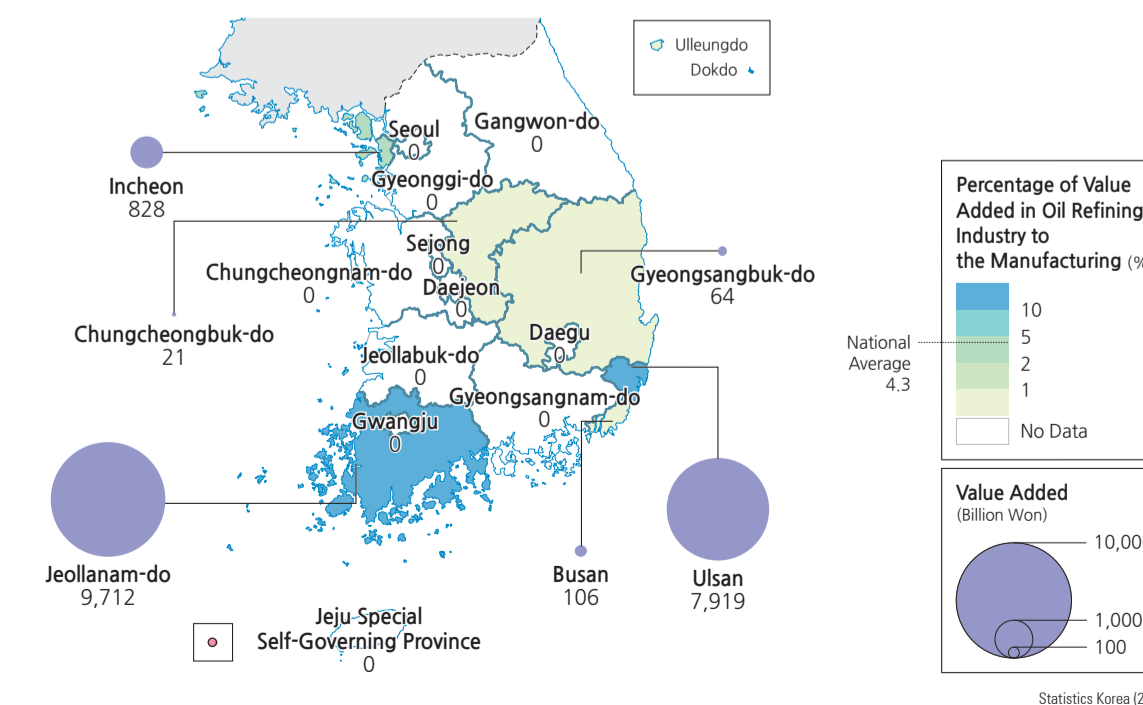 Ulleungdo
Dokdo
Seoul
0
Gangwon-do
0
Incheon
828
Gyeonggi-do
0
Sejong
0
Chungcheongnam-do
0
Daejeon
0
Gyeongsangbuk-do
64
Chungcheongbuk-do
21
Daegu
0
Jeollabuk-do
0
Gyeongsangnam-do
0
Gwangju
0
Jeollanam-do
9,712
Busan
106
Ulsan
7,919
Jeju Special
Self-Governing Province
0
Percentage of Value
Added in Oil Refining
Industry to
the Manufacturing (%
10
5
2
1
No Data
National
Average
4.3
Value Added
(Billion Won)
10,00
1,000
100
Statistics Korea (2